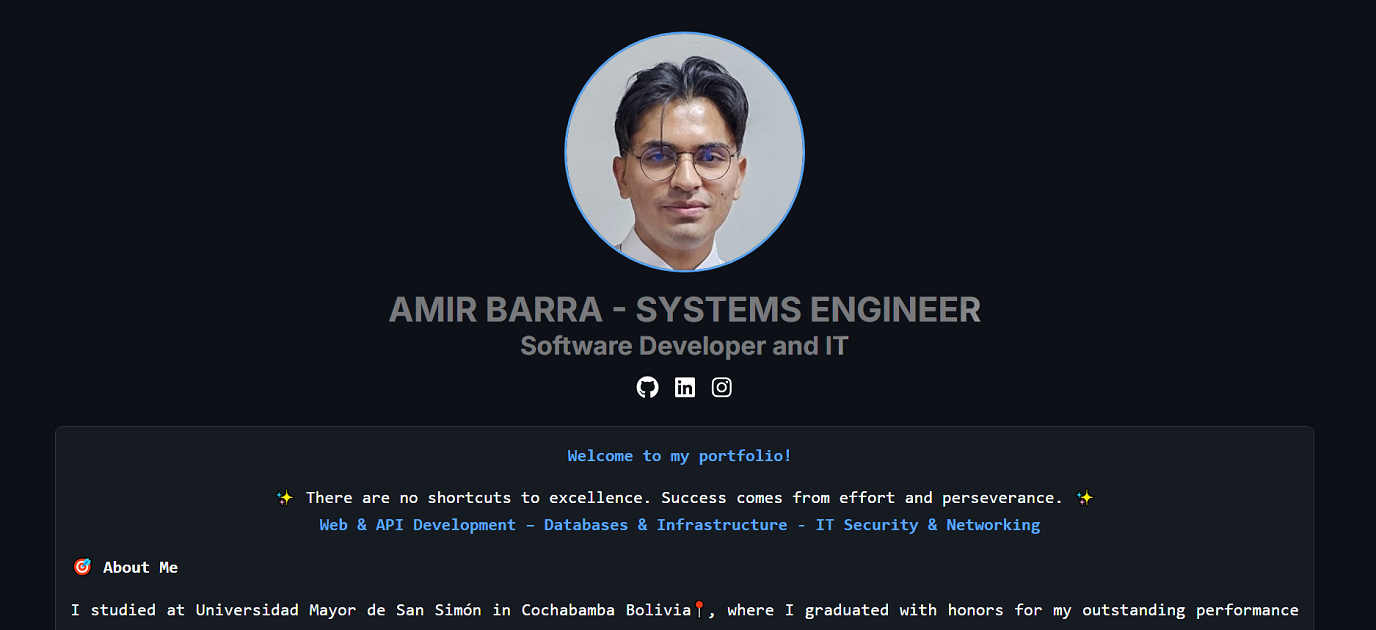 AMIR BARRA - SYSTEMS ENGINEER
Software Developer and IT
in
Welcome to my portfolio!
✨ There are no shortcuts to excellence. Success comes from effort and perseverance. ✨
Web & API Development – Databases & Infrastructure - IT Security & Networking
🎯 About Me
I studied at Universidad Mayor de San Simón in Cochabamba Bolivia📍, where I graduated with honors for my outstanding performance